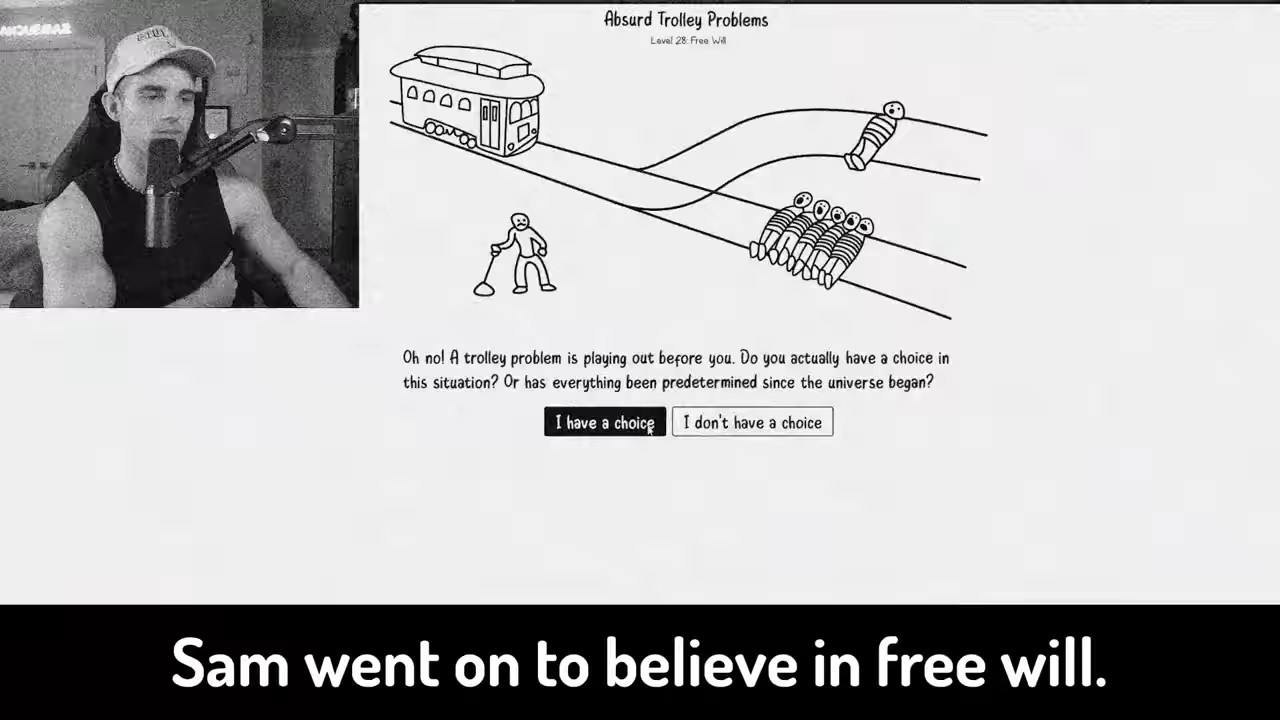 Absurd Trolley Problems
Level 28: Free Will
Oh no! A trolley problem is playing out before you. Do you actually have a choice in
this situation? Or has everything been predetermined since the universe began?
I have a choice
I don't have a choice
Sam went on to believe in free will.